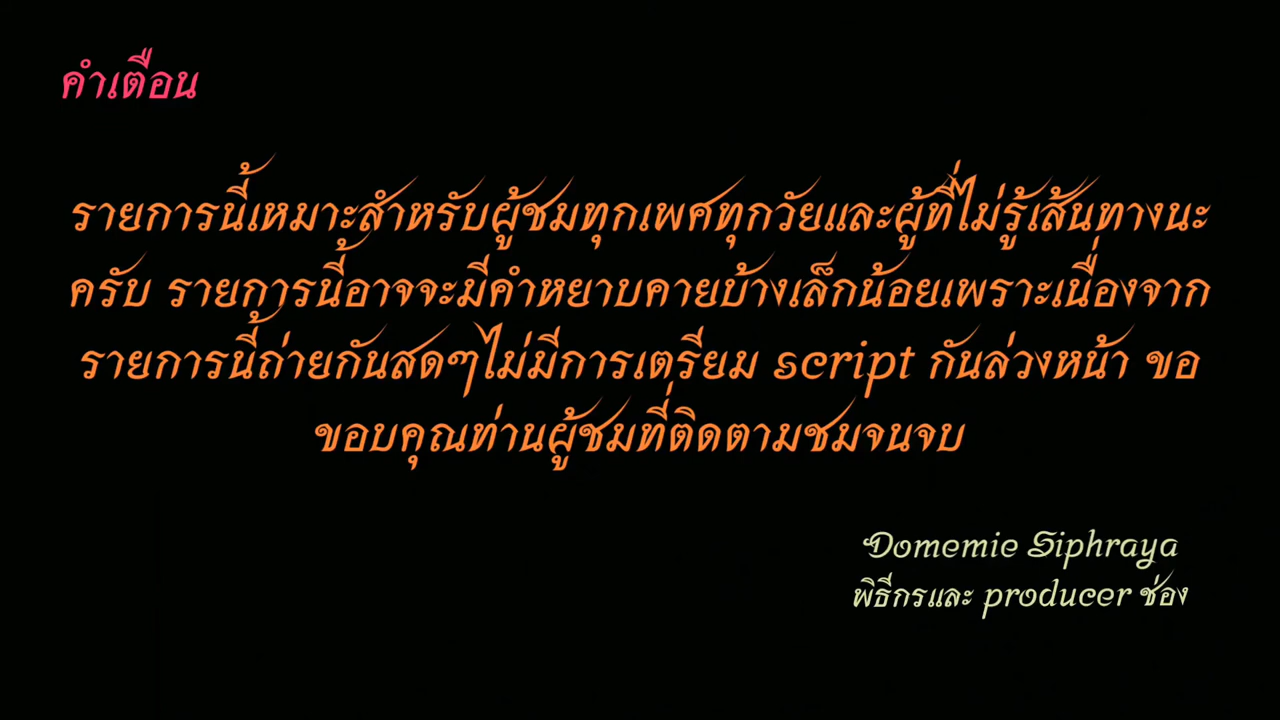 คำเตือน
รายการนี้เหมาะสำหรับผู้ชมทุกเพศทุกวัยและผู้ที่ไม่รู้เส้นทางนะ
ครับ รายการนี้อาจจะมีคำหยาบคายบ้างเล็กน้อยเพราะเนื่องจาก
รายการนี้ถ่ายกันสดๆไม่มีการเตรียม script กันล่วงหน้า ขอ
ขอบคุณท่านผู้ชมที่ติดตามชมจนจบ
Domemie Siphraya
พิธีกรและ producer ช่อง